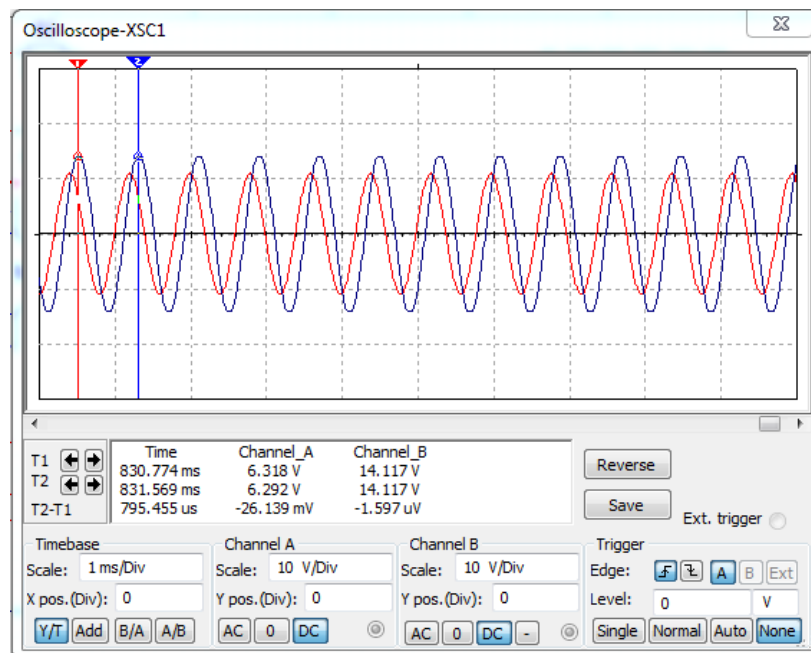 Oscilloscope-XSC1
1 2
T1
T2
T2-T1
Time Channel_A Channel_B
830.774 ms 6.318 V 14.117 V
831.569 ms 6.292 V 14.117 V
795.455 us -26.139 mV -1.597 uV
Reverse
Save
Ext. trigger
Timebase
Scale: 1 ms/Div
X pos.(Div): 0
Y/T Add B/A A/B
Channel A
Scale: 10 V/Div
Y pos.(Div): 0
AC 0 DC
Channel B
Scale: 10 V/Div
Y pos.(Div): 0
AC 0 DC -
Trigger
Edge: A B Ext
Level: 0 V
Single Normal Auto None